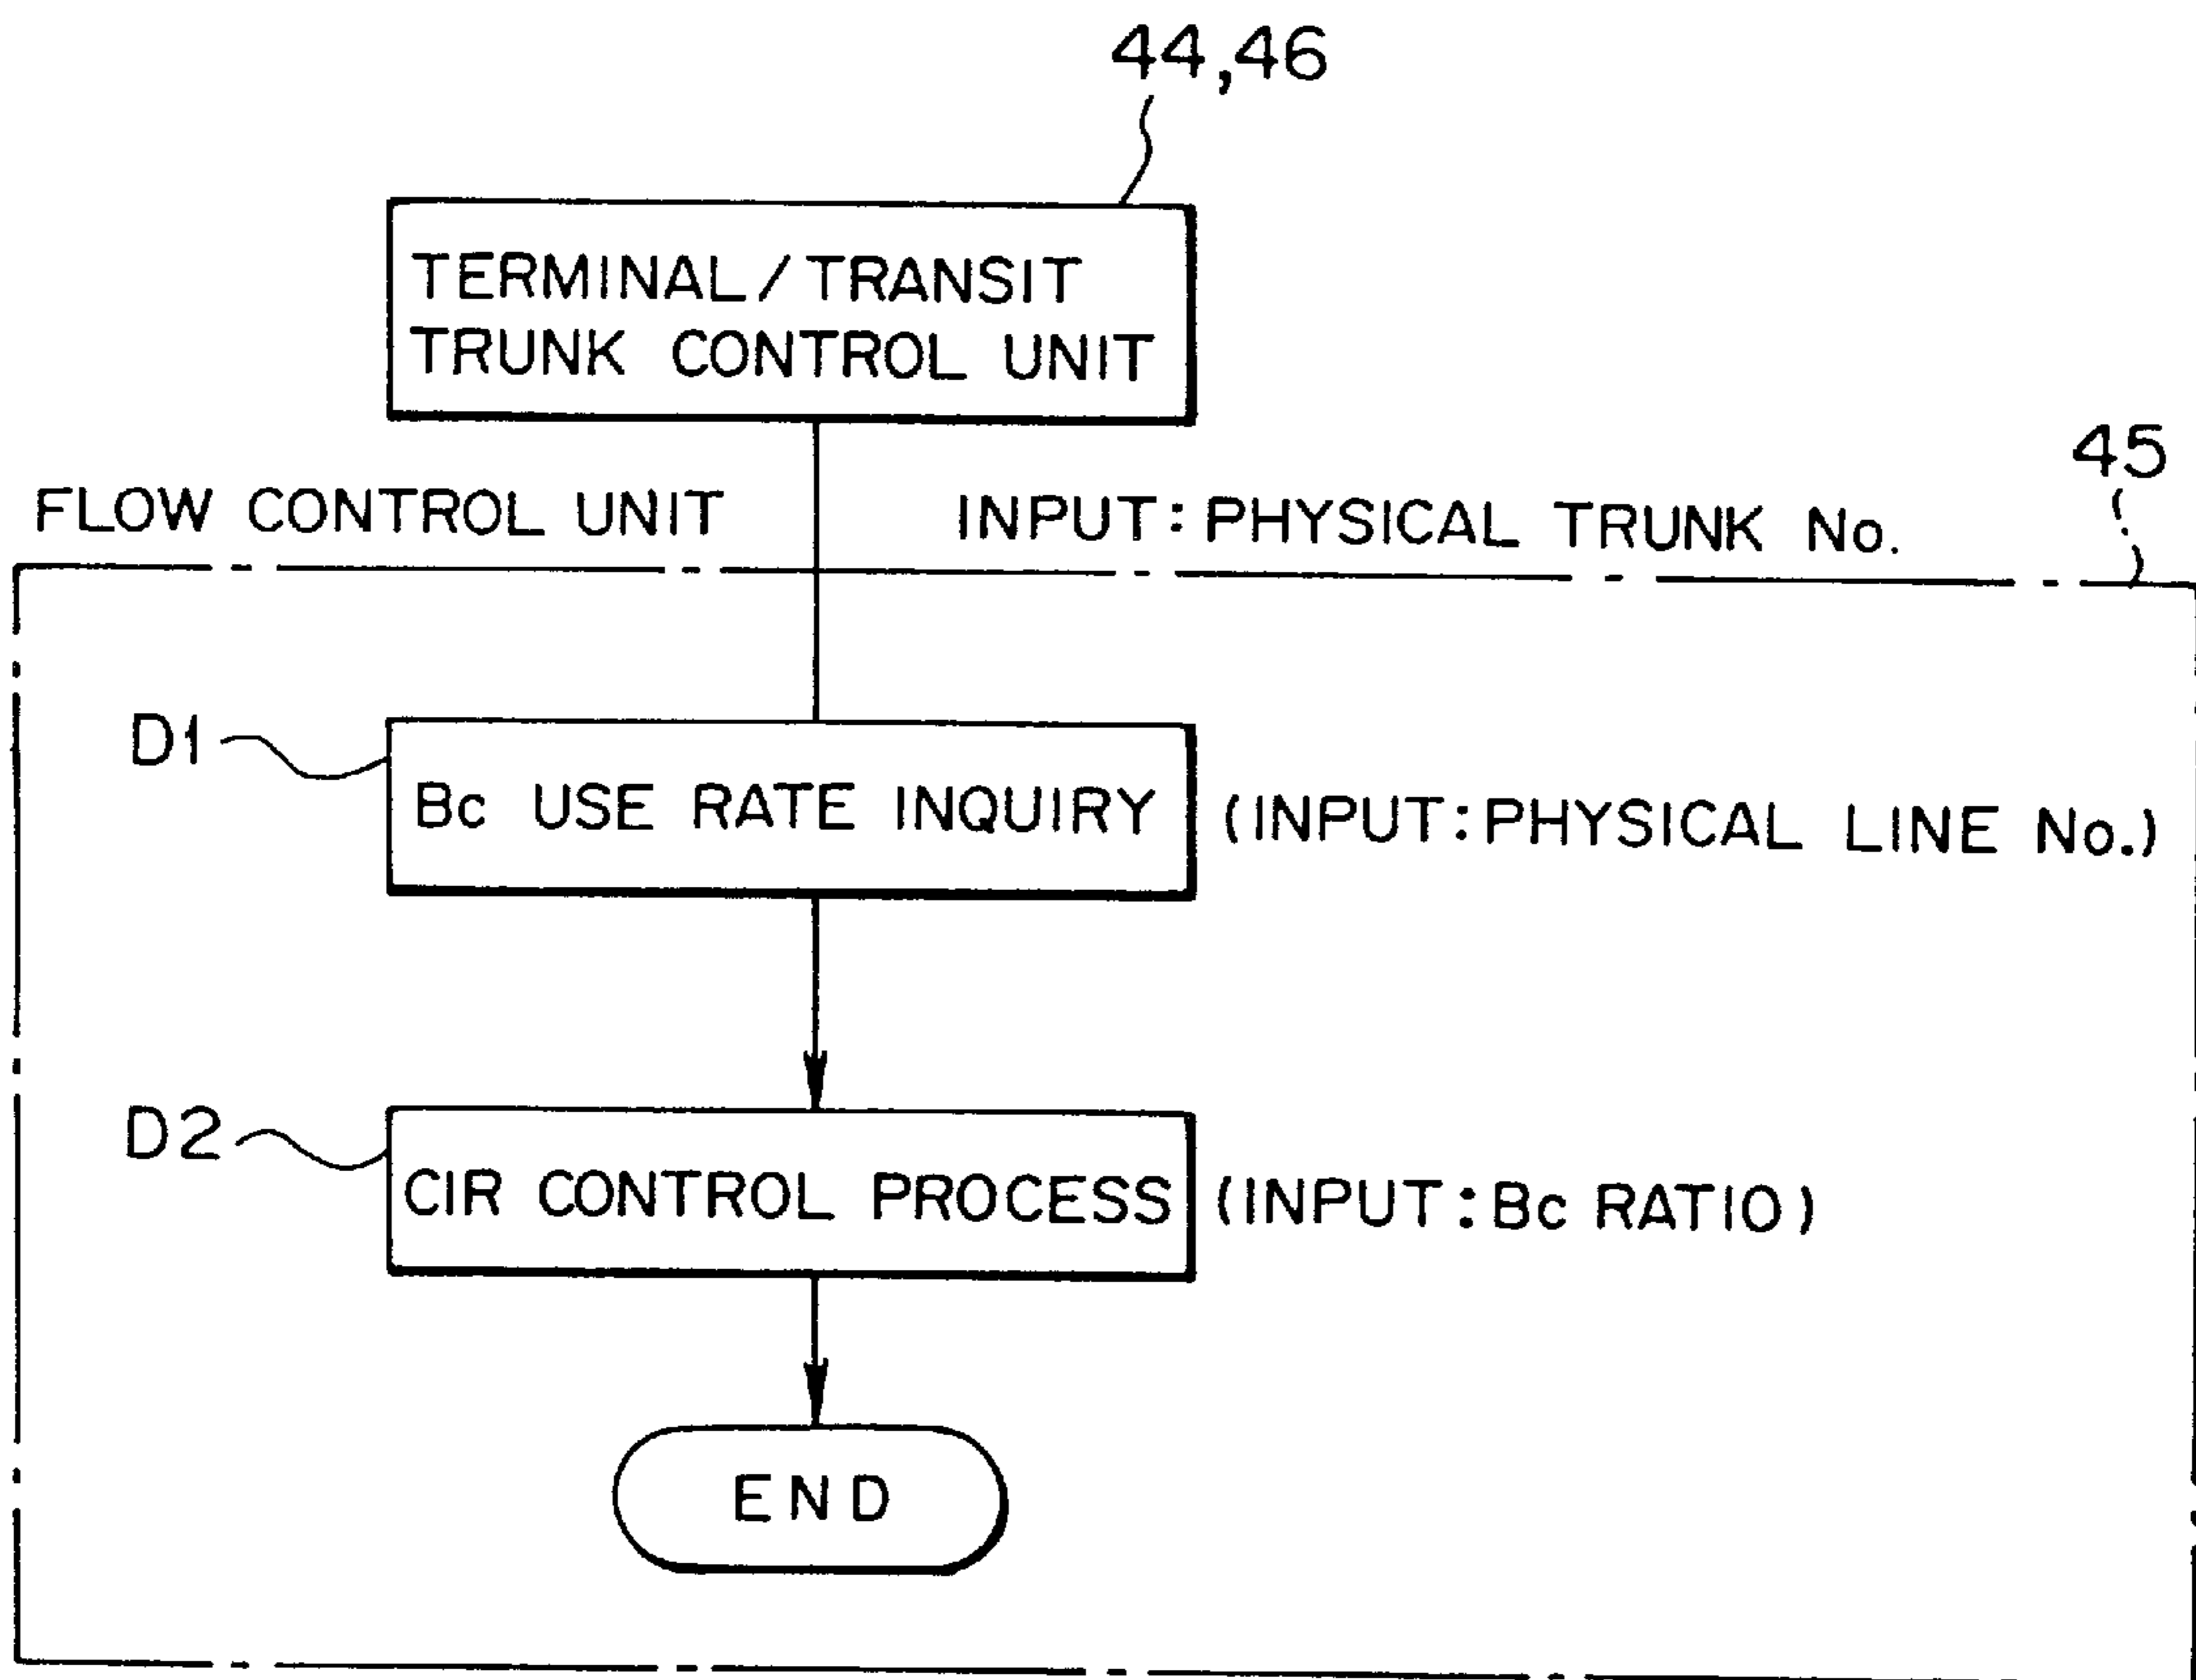 44,46
TERMINAL/TRANSIT
TRUNK CONTROL UNIT
45
FLOW CONTROL UNIT
INPUT:PHYSICAL TRUNK No.
D1
Bc USE RATE INQUIRY
(INPUT:PHYSICAL LINE No.)
D2
CIR CONTROL PROCESS
(INPUT:Bc RATIO)
END